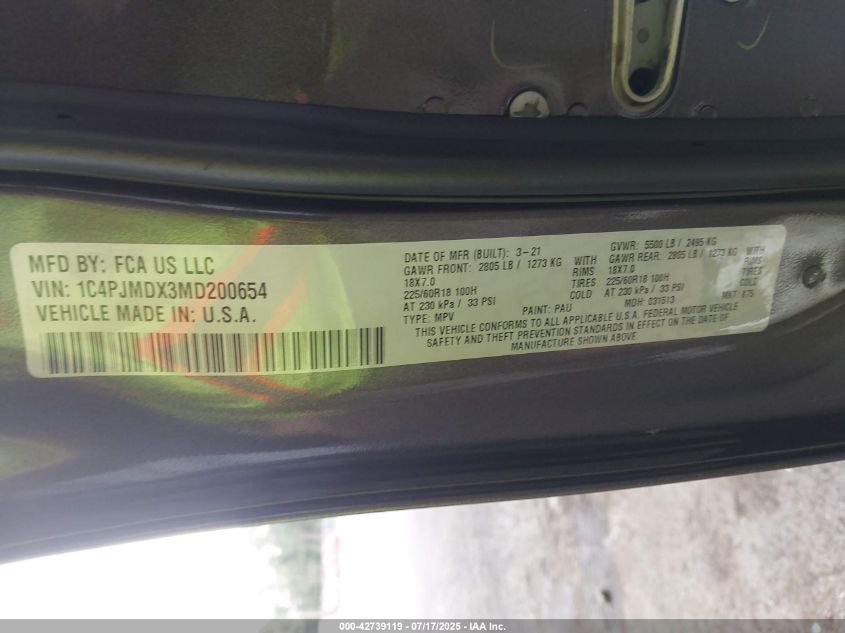 MFD BY: FCA US LLC
VIN: 1C4PJMDX3MD200654
VEHICLE MADE IN: U.S.A.
DATE OF MFR (BUILT): 3-21 GVWR: 5500 LB / 2495 KG
GAWR FRONT: 2805 LB / 1273 KG WITH GAWR REAR: 2805 LB / 1273 KG WITH
18X7.0 RIMS 18X7.0 RIMS
225/60R18 100H TIRES 225/60R18 100H TIRES
AT 230 kPa / 33 PSI COLD AT 230 kPa / 33 PSI COLD
TYPE: MPV PAINT: PAU MDH: 031513 MKT: 875
THIS VEHICLE CONFORMS TO ALL APPLICABLE U.S.A. FEDERAL MOTOR VEHICLE
SAFETY AND THEFT PREVENTION STANDARDS IN EFFECT ON THE DATE OF
MANUFACTURE SHOWN ABOVE.
000-42739119 - 07/17/2025 - IAA Inc.